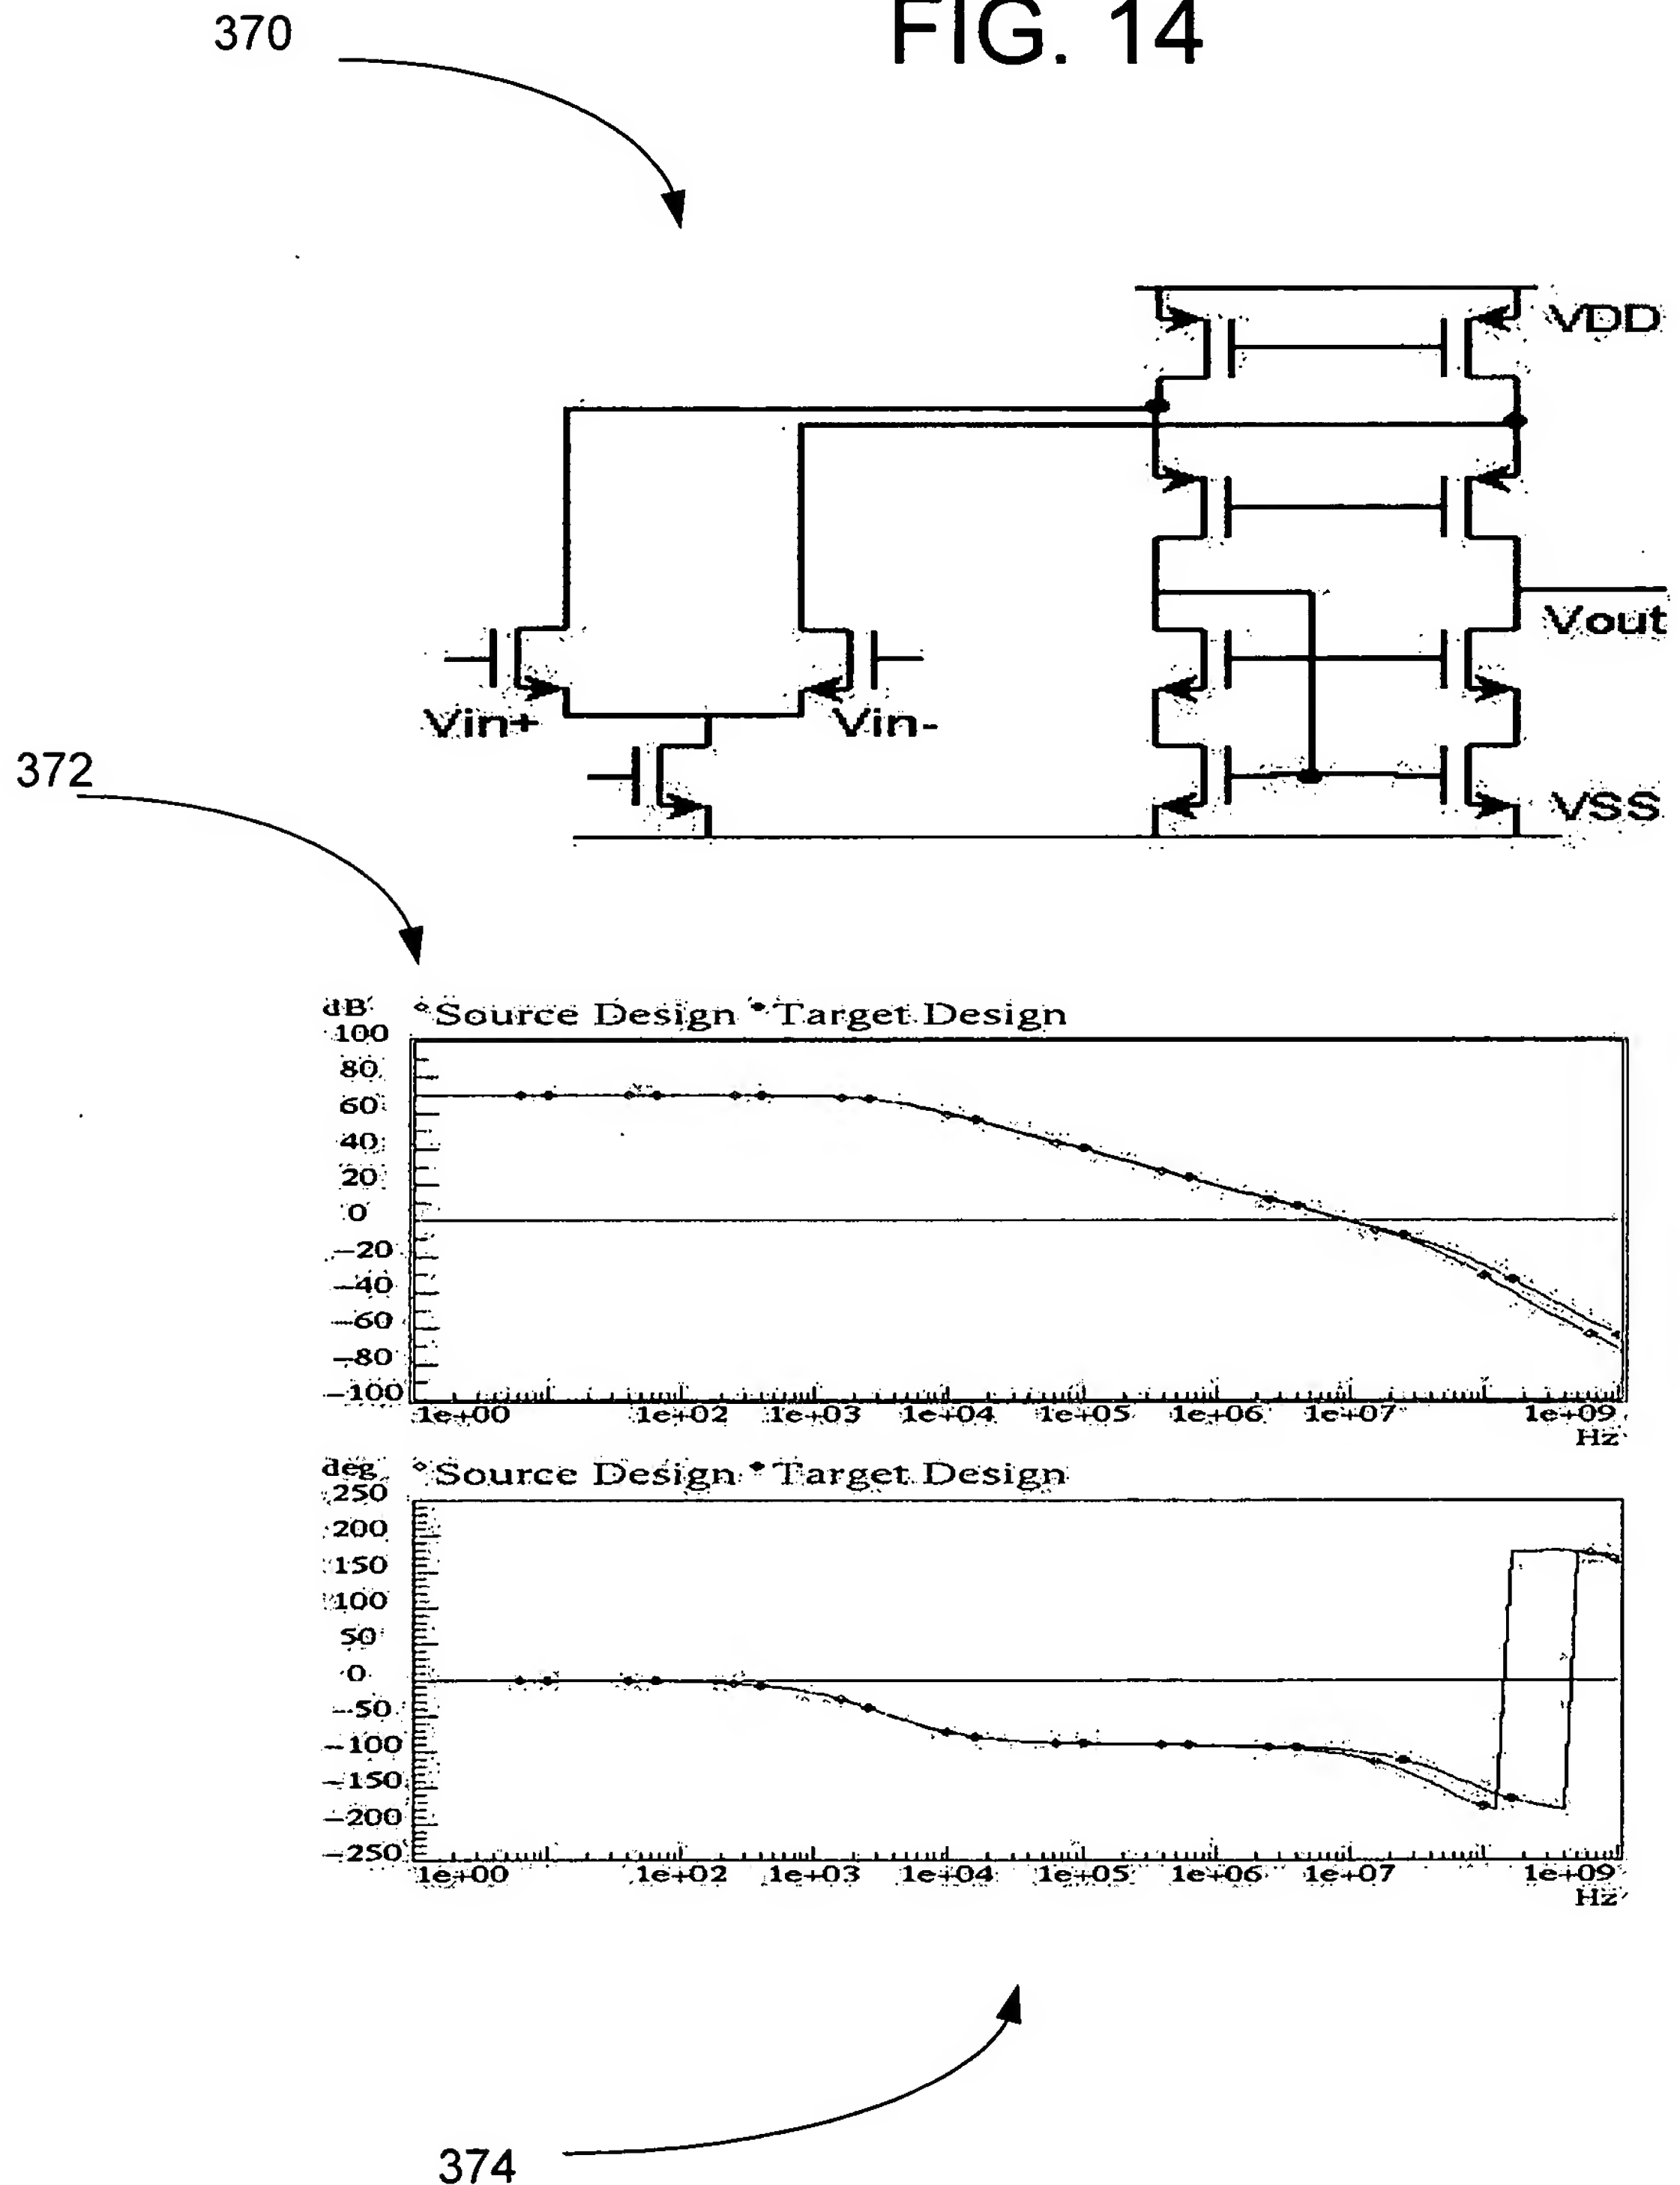 FIG. 14
370
VDD
Vout
Vin+
Vin-
372
VSS
dB
Source Design Target Design
100
80
60
40
20
0
-20
-40
-60
-80
-100
1e+00 1e+02 1e+03 1e+04 1e+05 1e+06 1e+07 1e+09
Hz
deg
Source Design Target Design
250
200
150
100
50
0
-50
-100
-150
-200
-250
1e+00 1e+02 1e+03 1e+04 1e+05 1e+06 1e+07 1e+09
Hz
374